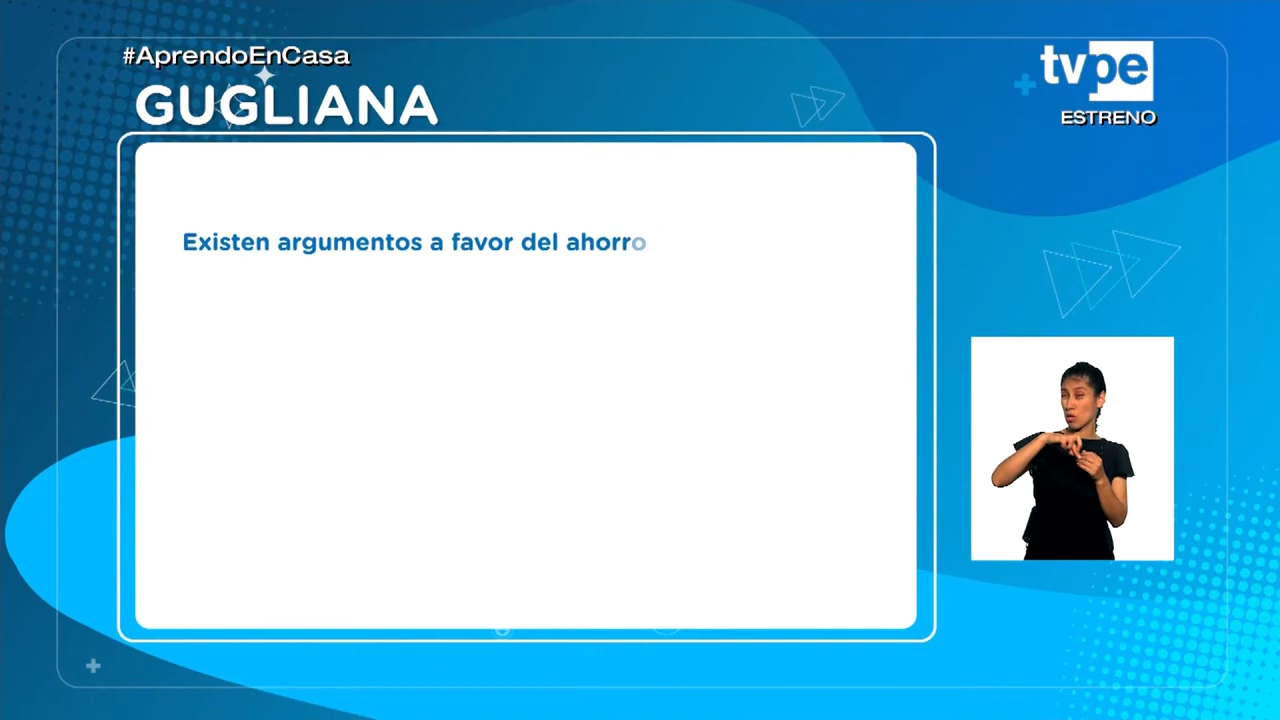 #AprendoEnCasa
GUGLIANA
tvpe
ESTRENO
Existen argumentos a favor del ahorro